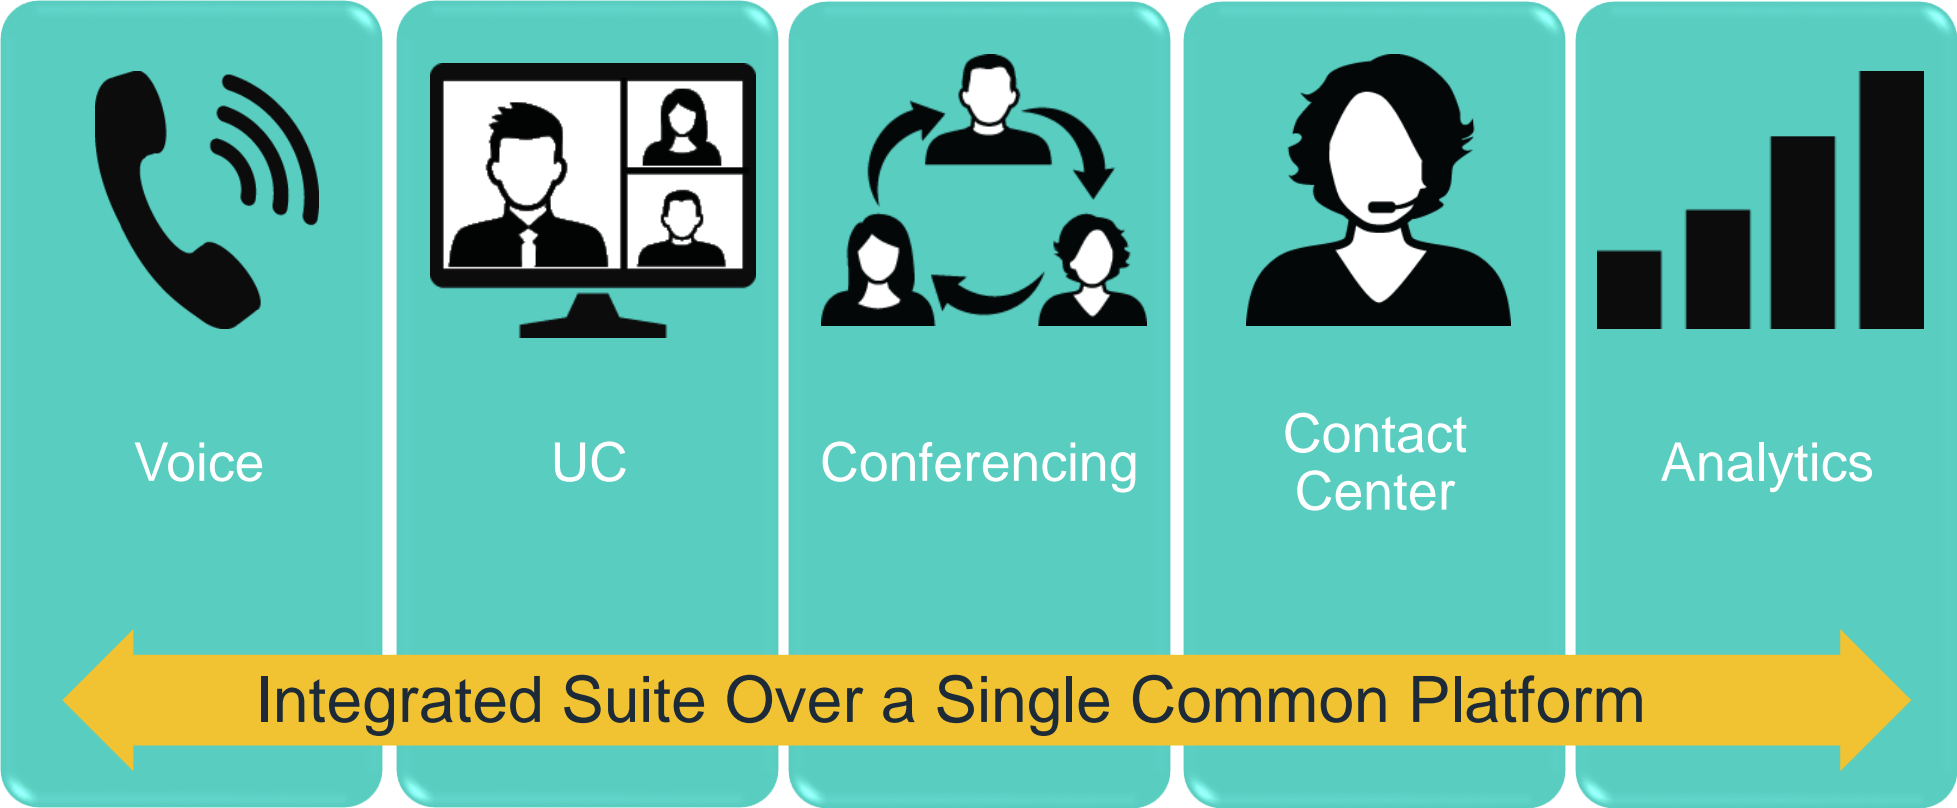 Voice
UC
Conferencing
Contact
Center
Analytics
Integrated Suite Over a Single Common Platform